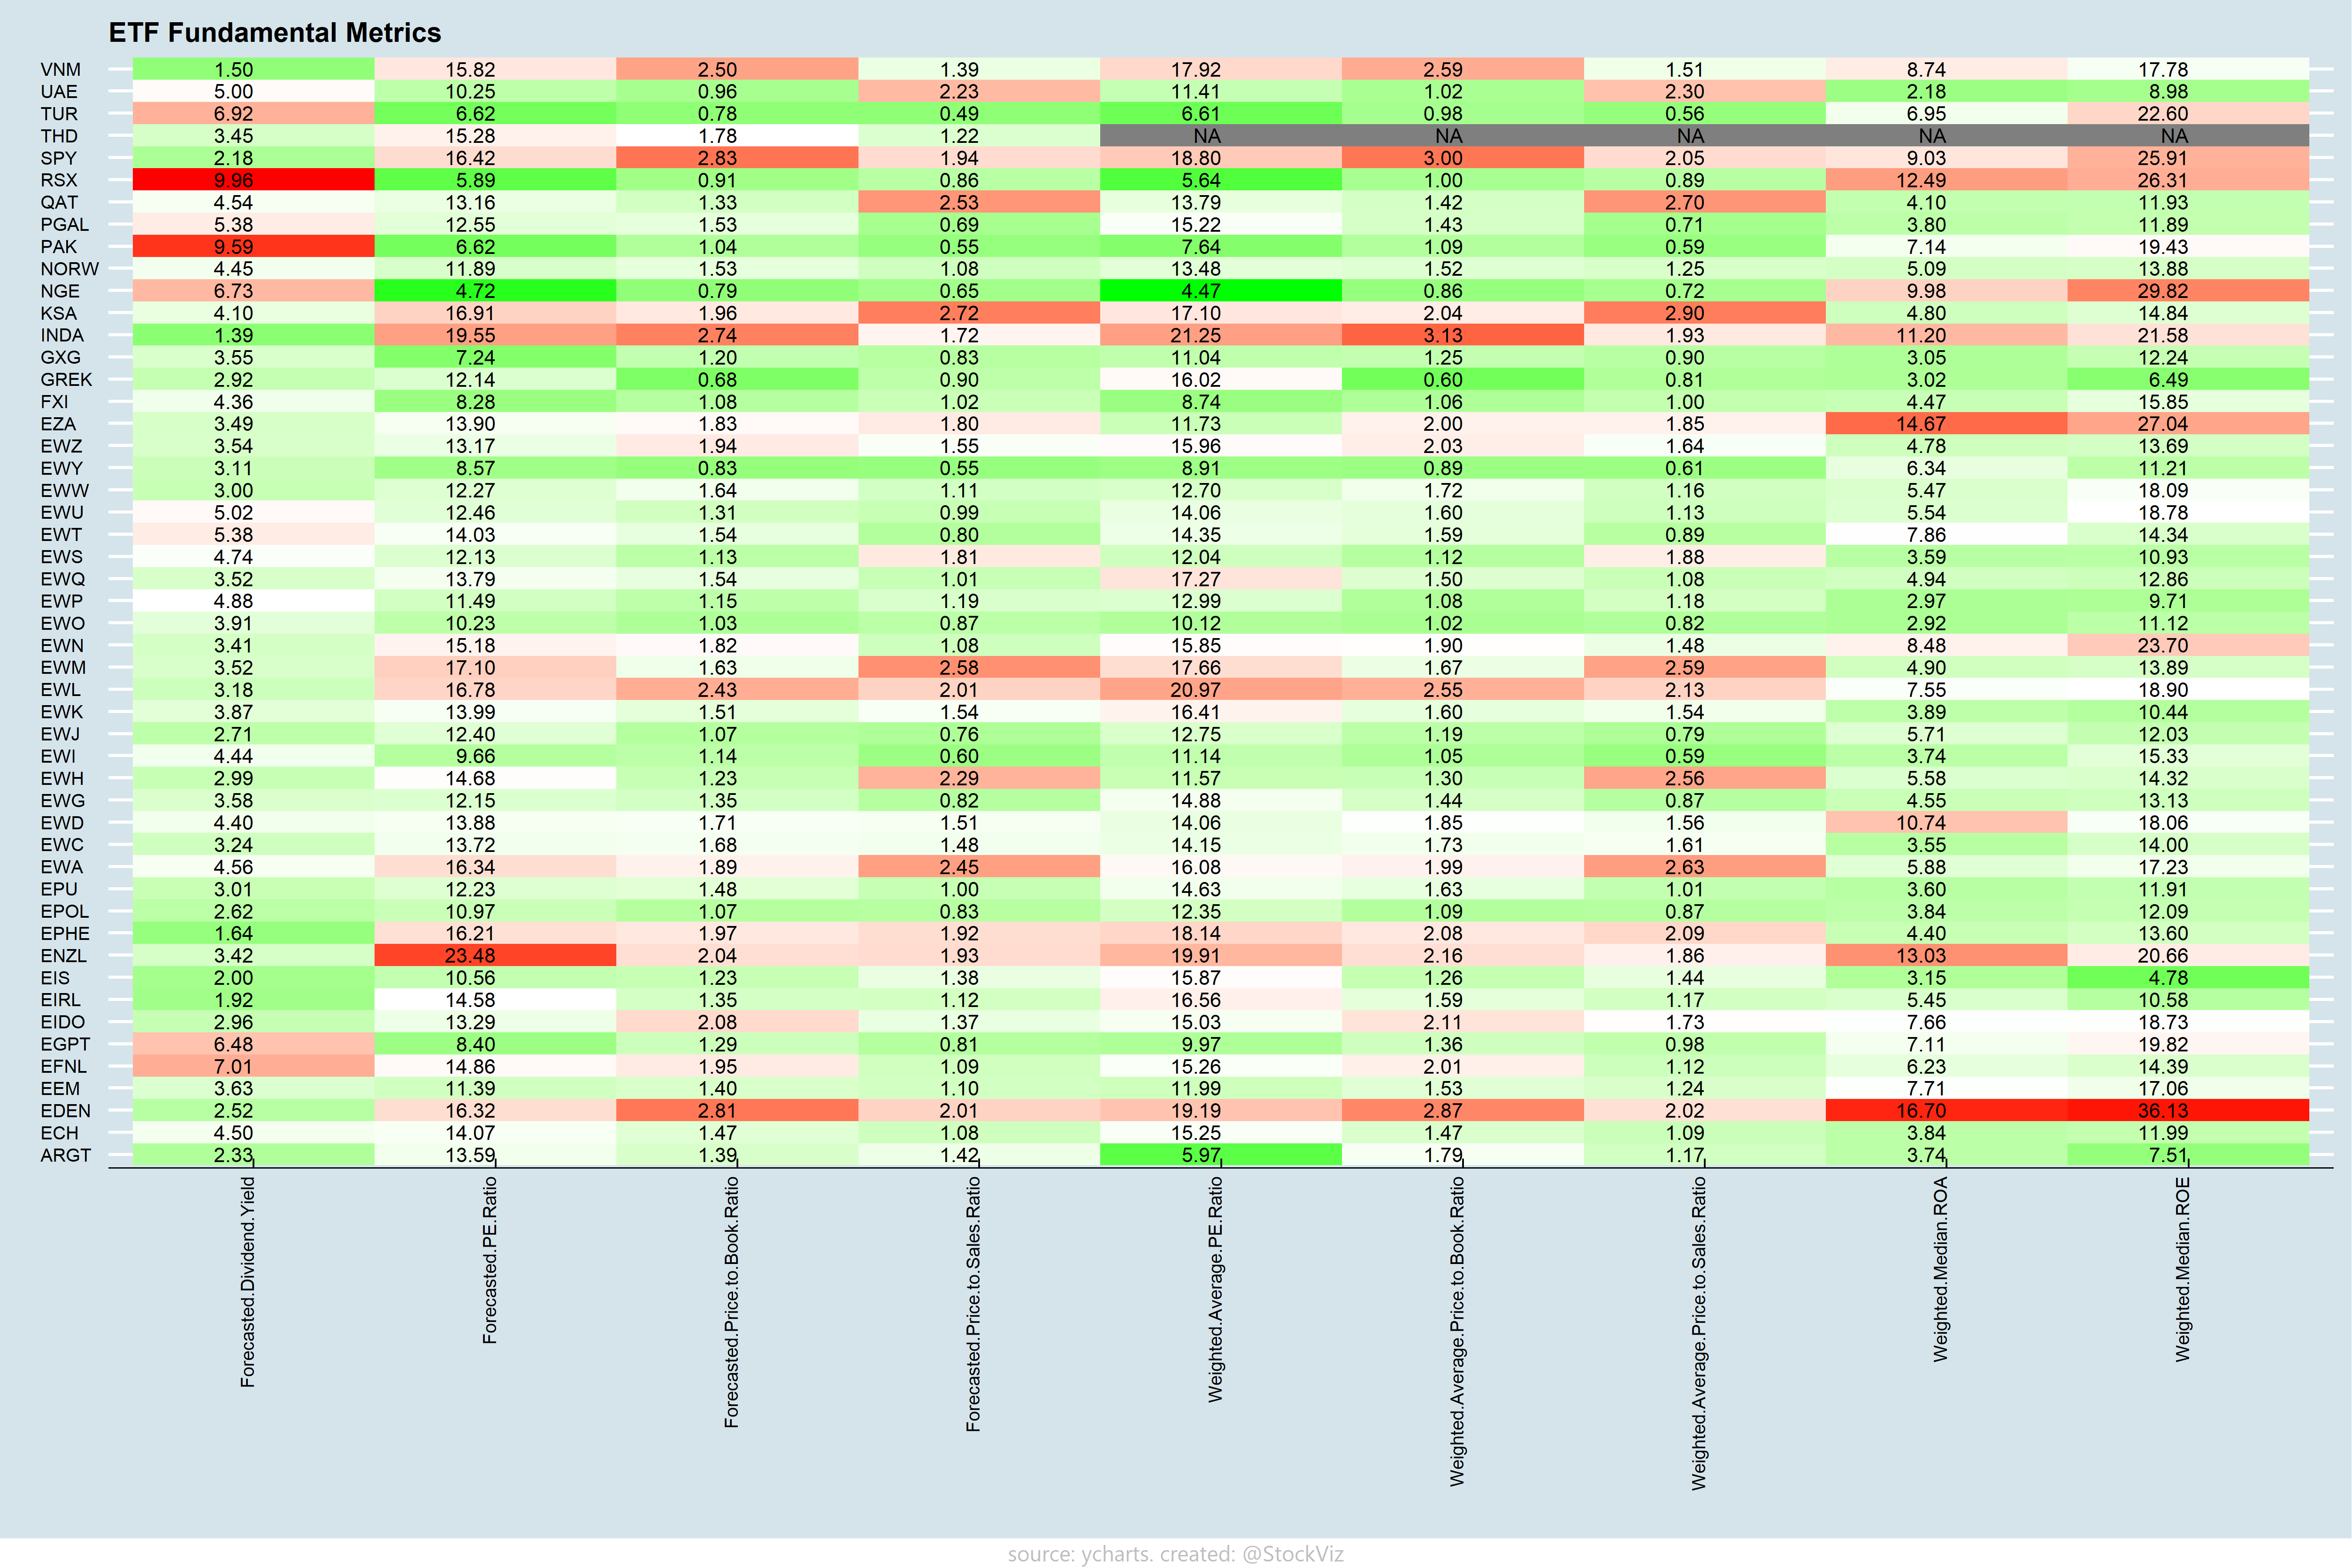 ETF Fundamental Metrics
VNM 1.50 15.82 2.50 1.39 17.92 2.59 1.51 8.74 17.78
UAE 5.00 10.25 0.96 2.23 11.41 1.02 2.30 2.18 8.98
TUR 6.92 6.62 0.78 0.49 6.61 0.98 0.56 6.95 22.60
THD 3.45 15.28 1.78 1.22 NA NA NA NA NA
SPY 2.18 16.42 2.83 1.94 18.80 3.00 2.05 9.03 25.91
RSX 9.96 5.89 0.91 0.86 5.64 1.00 0.89 12.49 26.31
QAT 4.54 13.16 1.33 2.53 13.79 1.42 2.70 4.10 11.93
PGAL 5.38 12.55 1.53 0.69 15.22 1.43 0.71 3.80 11.89
PAK 9.59 6.62 1.04 0.55 7.64 1.09 0.59 7.14 19.43
NORW 4.45 11.89 1.53 1.08 13.48 1.52 1.25 5.09 13.88
NGE 6.73 4.72 0.79 0.65 4.47 0.86 0.72 9.98 29.82
KSA 4.10 16.91 1.96 2.72 17.10 2.04 2.90 4.80 14.84
INDA 1.39 19.55 2.74 1.72 21.25 3.13 1.93 11.20 21.58
GXG 3.55 7.24 1.20 0.83 11.04 1.25 0.90 3.05 12.24
GREK 2.92 12.14 0.68 0.90 16.02 0.60 0.81 3.02 6.49
FXI 4.36 8.28 1.08 1.02 8.74 1.06 1.00 4.47 15.85
EZA 3.49 13.90 1.83 1.80 11.73 2.00 1.85 14.67 27.04
EWZ 3.54 13.17 1.94 1.55 15.96 2.03 1.64 4.78 13.69
EWY 3.11 8.57 0.83 0.55 8.91 0.89 0.61 6.34 11.21
EWW 3.00 12.27 1.64 1.11 12.70 1.72 1.16 5.47 18.09
EWU 5.02 12.46 1.31 0.99 14.06 1.60 1.13 5.54 18.78
EWT 5.38 14.03 1.54 0.80 14.35 1.59 0.89 7.86 14.34
EWS 4.74 12.13 1.13 1.81 12.04 1.12 1.88 3.59 10.93
EWQ 3.52 13.79 1.54 1.01 17.27 1.50 1.08 4.94 12.86
EWP 4.88 11.49 1.15 1.19 12.99 1.08 1.18 2.97 9.71
EWO 3.91 10.23 1.03 0.87 10.12 1.02 0.82 2.92 11.12
EWN 3.41 15.18 1.82 1.08 15.85 1.90 1.48 8.48 23.70
EWM 3.52 17.10 1.63 2.58 17.66 1.67 2.59 4.90 13.89
EWL 3.18 16.78 2.43 2.01 20.97 2.55 2.13 7.55 18.90
EWK 3.87 13.99 1.51 1.54 16.41 1.60 1.54 3.89 10.44
EWJ 2.71 12.40 1.07 0.76 12.75 1.19 0.79 5.71 12.03
EWI 4.44 9.66 1.14 0.60 11.14 1.05 0.59 3.74 15.33
EWH 2.99 14.68 1.23 2.29 11.57 1.30 2.56 5.58 14.32
EWG 3.58 12.15 1.35 0.82 14.88 1.44 0.87 4.55 13.13
EWD 4.40 13.88 1.71 1.51 14.06 1.85 1.56 10.74 18.06
EWC 3.24 13.72 1.68 1.48 14.15 1.73 1.61 3.55 14.00
EWA 4.56 16.34 1.89 2.45 16.08 1.99 2.63 5.88 17.23
EPU 3.01 12.23 1.48 1.00 14.63 1.63 1.01 3.60 11.91
EPOL 2.62 10.97 1.07 0.83 12.35 1.09 0.87 3.84 12.09
EPHE 1.64 16.21 1.97 1.92 18.14 2.08 2.09 4.40 13.60
ENZL 3.42 23.48 2.04 1.93 19.91 2.16 1.86 13.03 20.66
EIS 2.00 10.56 1.23 1.38 15.87 1.26 1.44 3.15 4.78
EIRL 1.92 14.58 1.35 1.12 16.56 1.59 1.17 5.45 10.58
EIDO 2.96 13.29 2.08 1.37 15.03 2.11 1.73 7.66 18.73
EGPT 6.48 8.40 1.29 0.81 9.97 1.36 0.98 7.11 19.82
EFNL 7.01 14.86 1.95 1.09 15.26 2.01 1.12 6.23 14.39
EEM 3.63 11.39 1.40 1.10 11.99 1.53 1.24 7.71 17.06
EDEN 2.52 16.32 2.81 2.01 19.19 2.87 2.02 16.70 36.13
ECH 4.50 14.07 1.47 1.08 15.25 1.47 1.09 3.84 11.99
ARGT 2.33 13.59 1.39 1.42 5.97 1.79 1.17 3.74 7.51
Forecasted.Dividend.Yield
Forecasted.PE.Ratio
Forecasted.Price.to.Book.Ratio
Forecasted.Price.to.Sales.Ratio
Weighted.Average.PE.Ratio
Weighted.Average.Price.to.Book.Ratio
Weighted.Average.Price.to.Sales.Ratio
Weighted.Median.ROA
Weighted.Median.ROE
source: ycharts. created: @StockViz